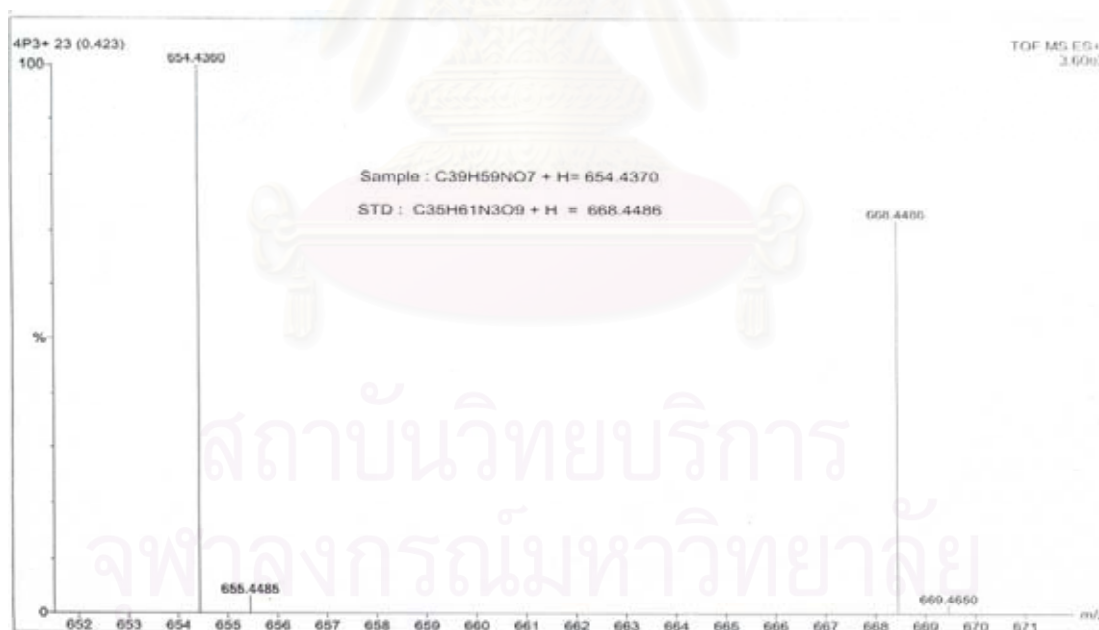 4P3+ 23 (0.423)
TOF MS ES+
3.60e3
100
654.4360
Sample : C39H59NO7 + H= 654.4370
STD : C35H61N3O9 + H = 668.4486
668.4486
%
สถาบันวิทยบริการ
จุฬาลงกรณ์มหาวิทยาลัย
655.4485
669.4650
0
m/z
652 653 654 655 656 657 658 659 660 661 662 663 664 665 666 667 668 669 670 671